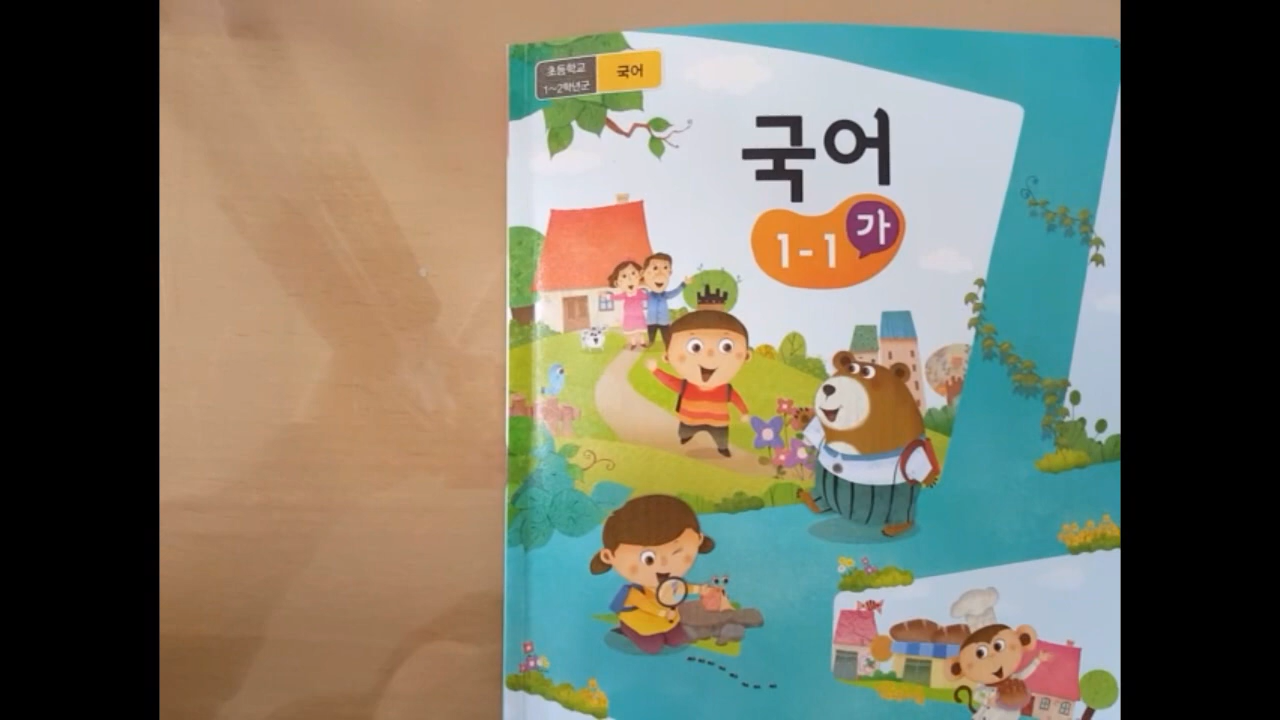 초등학교
1~2학년군
국어
국어
1-1 가